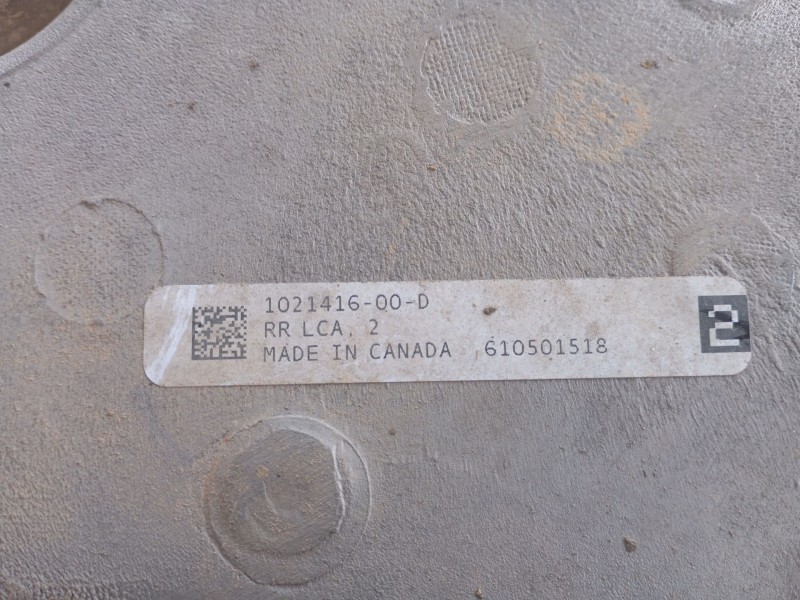 1021416-00-D
RR LCA, 2
MADE IN CANADA 610501518
2